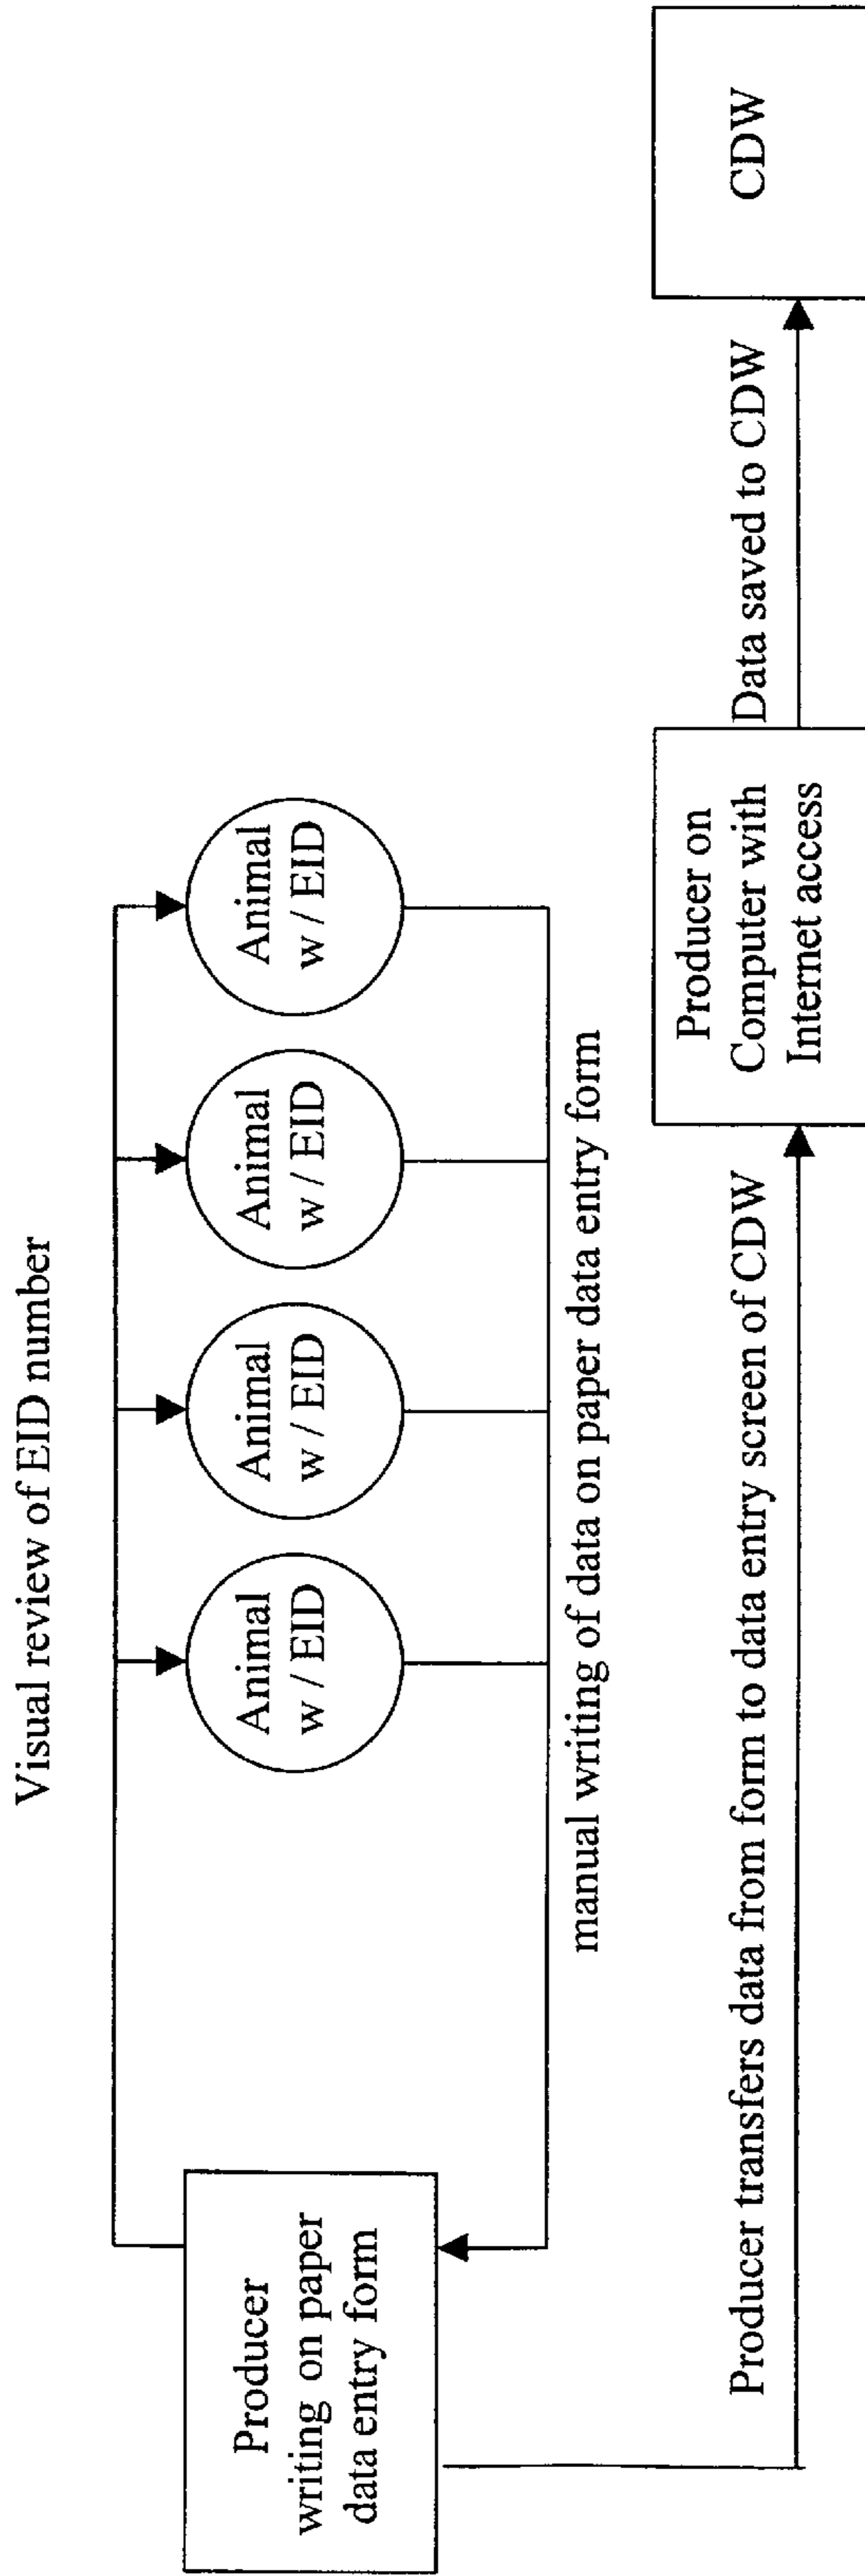 Visual review of EID number
Producer
writing on paper
data entry form
Animal
w / EID
Animal
w / EID
Animal
w / EID
Animal
w / EID
manual writing of data on paper data entry form
Producer transfers data from form to data entry screen of CDW
Producer on
Computer with
Internet access
Data saved to CDW
CDW